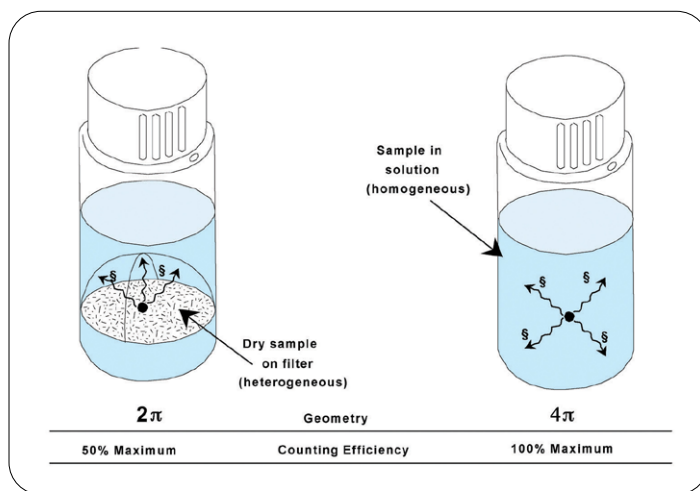 Sample in
solution
(homogeneous)
§
§
§
§
§
§
Dry sample
on filter
(heterogeneous)
2π Geometry 4π
50% Maximum Counting Efficiency 100% Maximum